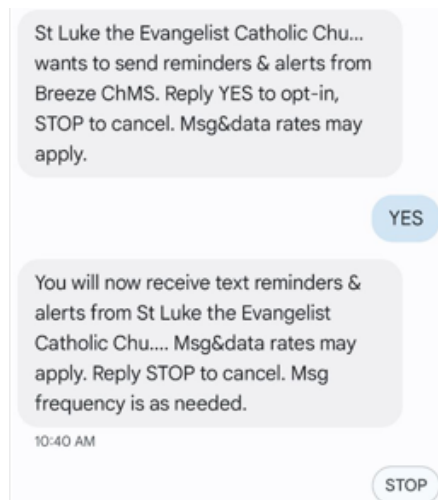 St Luke the Evangelist Catholic Chu...
wants to send reminders & alerts from
Breeze ChMS. Reply YES to opt-in,
STOP to cancel. Msg&data rates may
apply.
YES
You will now receive text reminders &
alerts from St Luke the Evangelist
Catholic Chu.... Msg&data rates may
apply. Reply STOP to cancel. Msg
frequency is as needed.
10:40 AM
STOP